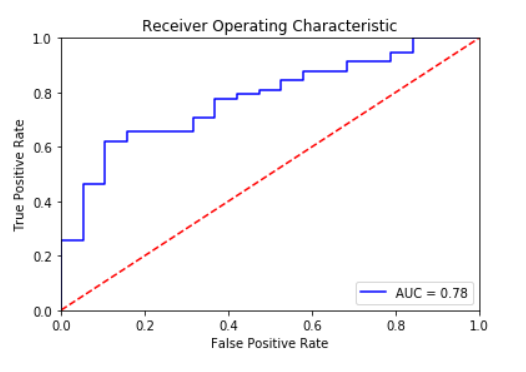 Receiver Operating Characteristic
1.0
0.8
0.6
0.4
0.2
0.0
True Positive Rate
AUC = 0.78
0.0 0.2 0.4 0.6 0.8 1.0
False Positive Rate